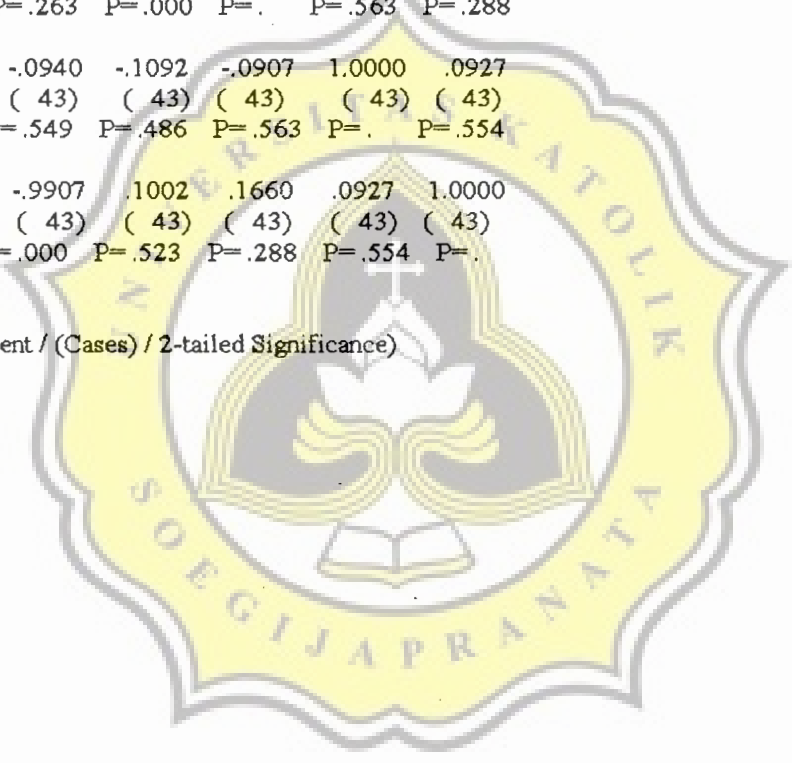 P= .263 P= .000 P= . P= .563 P= .288
-.0940 -.1092 -.0907 1.0000 .0927
( 43) ( 43) ( 43) ( 43) ( 43)
= .549 P= .486 P= .563 P= . P= .554
-.9907 .1002 .1660 .0927 1.0000
( 43) ( 43) ( 43) ( 43) ( 43)
= .000 P= .523 P= .288 P= .554 P= .
ent / (Cases) / 2-tailed Significance)
UNIVERSITAS KATOLIK
SOEGIJAPRANATA